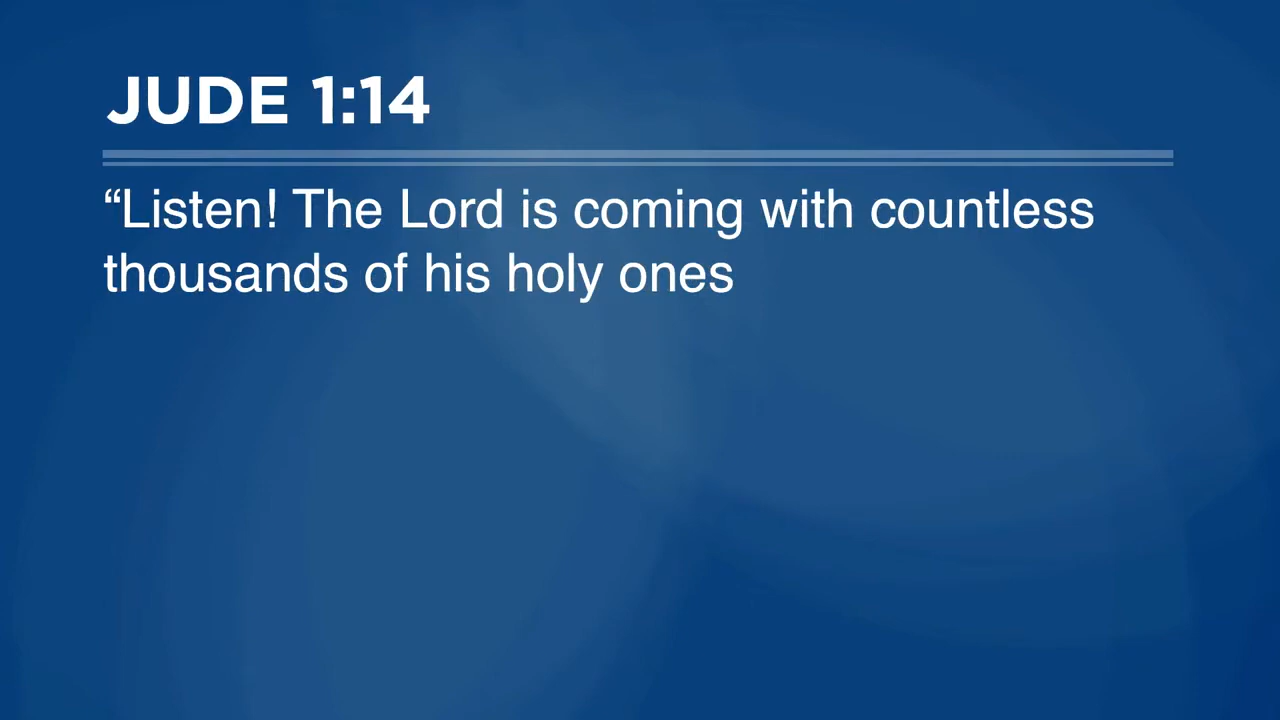 JUDE 1:14
“Listen! The Lord is coming with countless
thousands of his holy ones